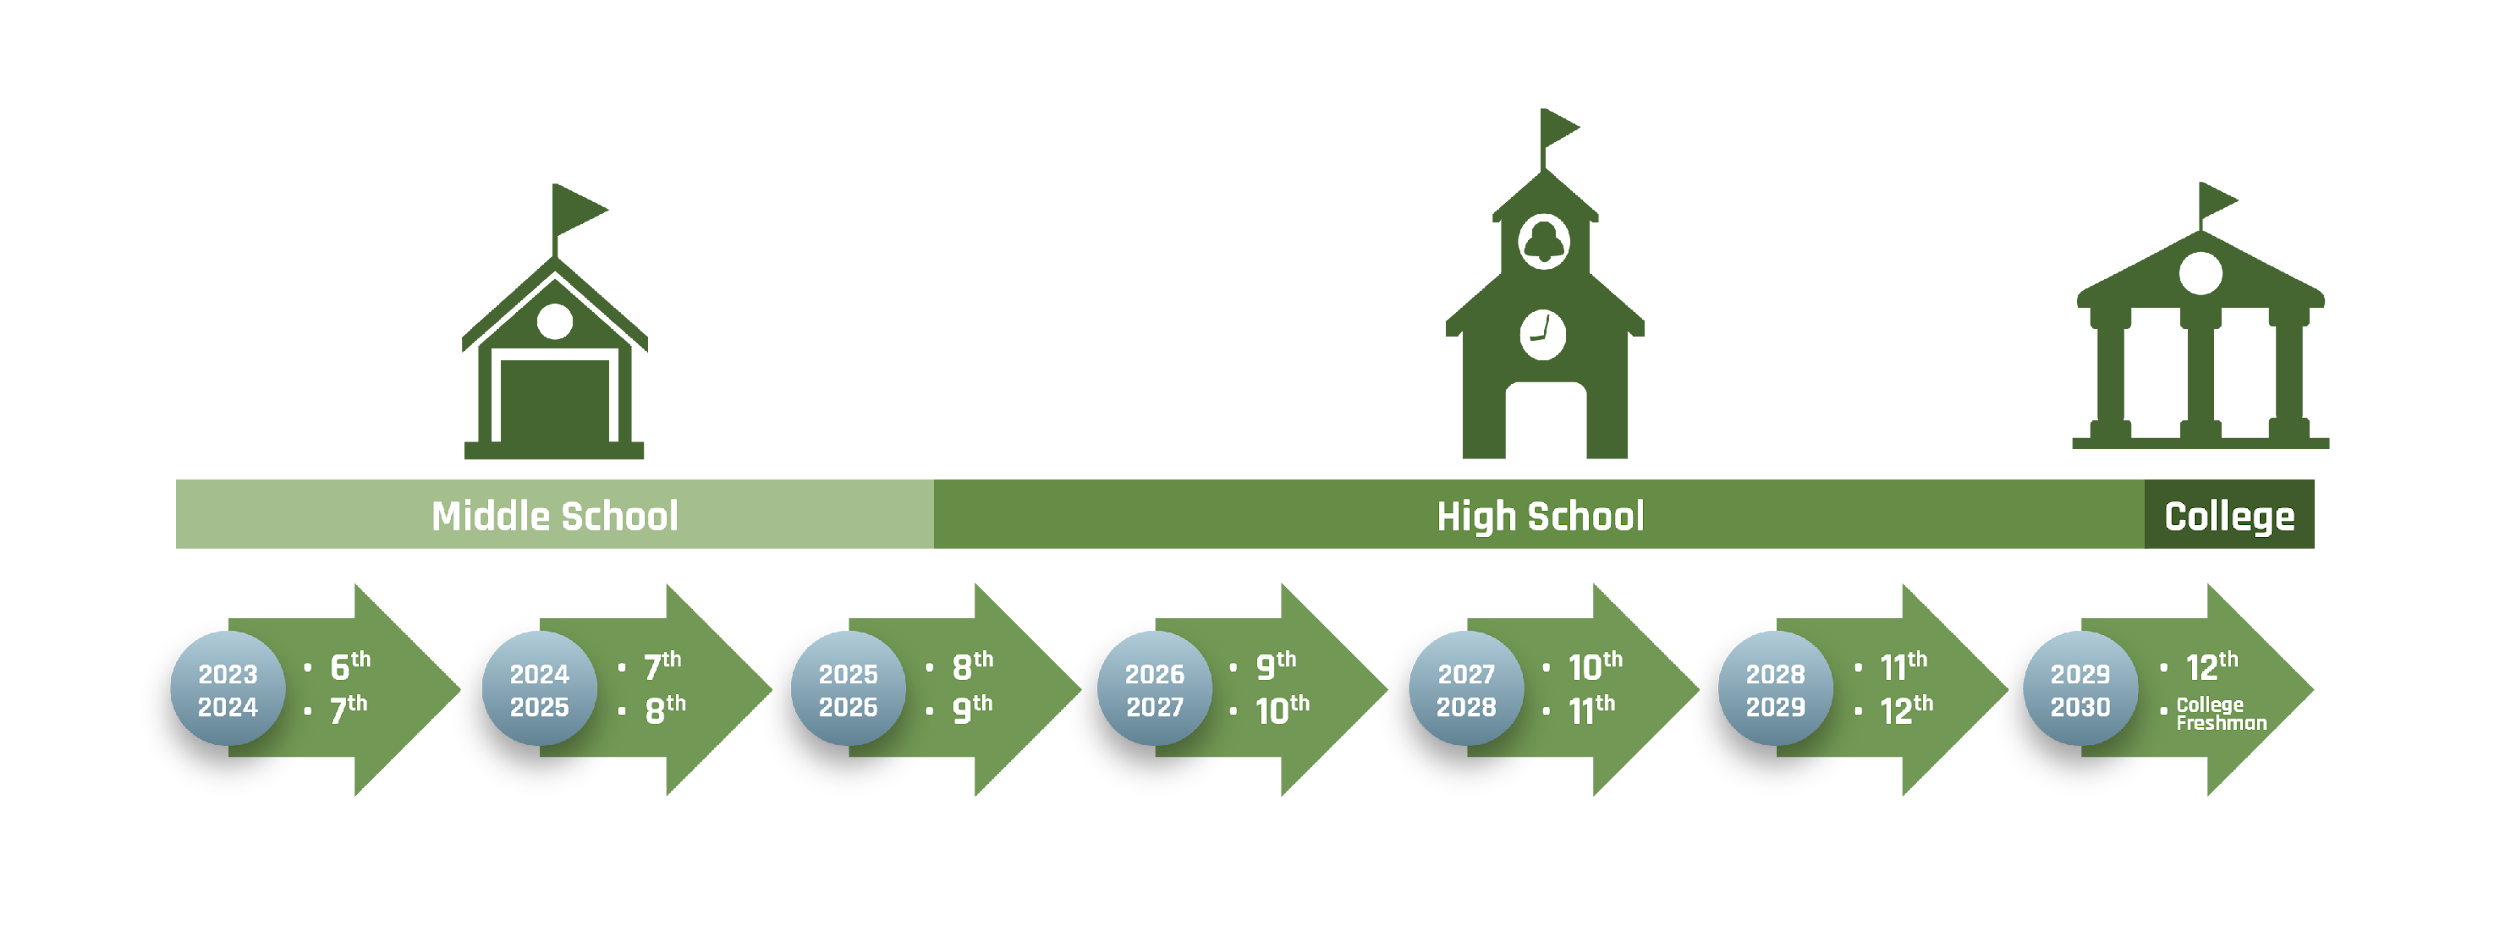 Middle School
High School
College
2023
2024
· 6th
· 7th
2024
2025
· 7th
· 8th
2025
2026
· 8th
· 9th
2026
2027
· 9th
· 10th
2027
2028
· 10th
· 11th
2028
2029
· 11th
· 12th
2029
2030
· 12th
· College
Freshman